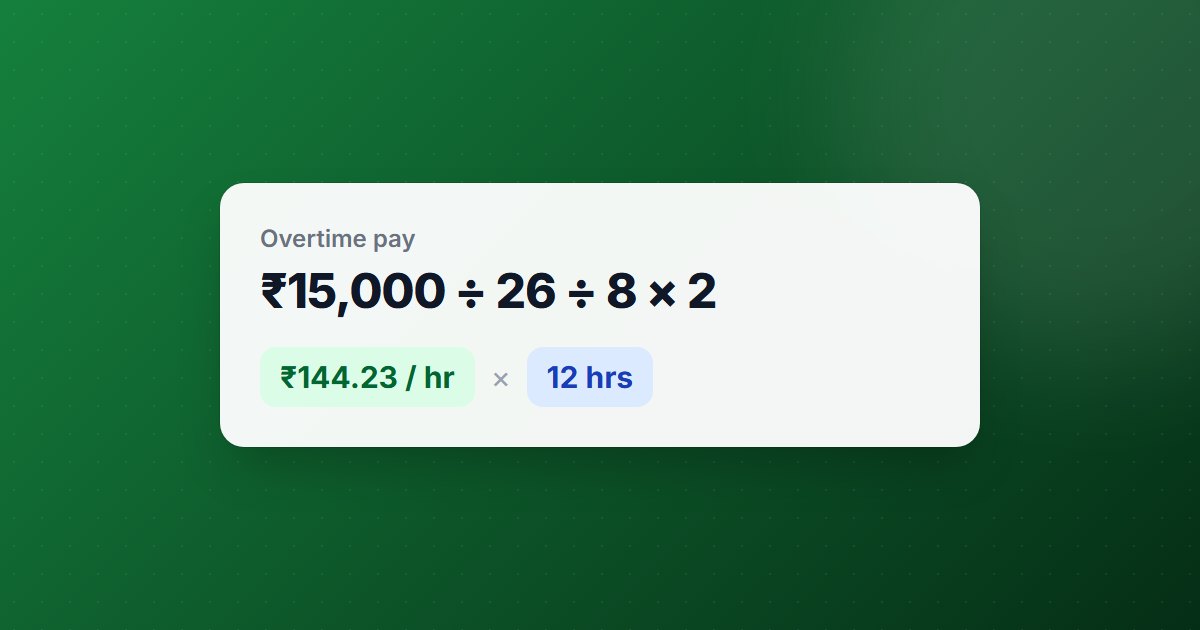 Overtime pay
₹15,000 ÷ 26 ÷ 8 × 2
₹144.23 / hr × 12 hrs